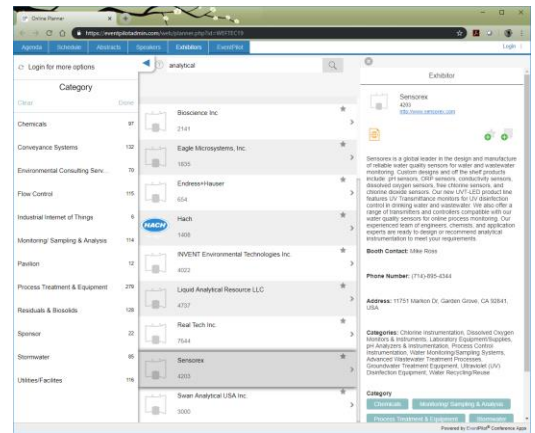 Online Planner
https://eventpilotadmin.com/web/planner.php?id=WEFTEC19
Agenda Schedule Abstracts Speakers Exhibitors EventPilot Login
Login for more options
Category
Clear Done
Chemicals 97
Conveyance Systems 132
Environmental Consulting Serv... 70
Flow Control 115
Industrial Internet of Things 6
Monitoring/ Sampling & Analysis 114
Pavilion 12
Process Treatment & Equipment 278
Residuals & Biosolids 128
Sponsor 22
Stormwater 85
Utilities/Facilites 116
analytical
Bioscience Inc
2141
Eagle Microsystems, Inc.
1835
Endress+Hauser
654
HACH
Hach
1408
INVENT Environmental Technologies Inc.
4022
Liquid Analytical Resource LLC
4737
Real Tech Inc.
7544
Sensorex
4203
Swan Analytical USA Inc.
3000
Exhibitor
Sensorex
4203
http://www.sensorex.com
Sensorex is a global leader in the design and manufacture
of reliable water quality sensors for water and wastewater
monitoring. Custom designs and off the shelf products
include: pH sensors, ORP sensors, conductivity sensors,
dissolved oxygen sensors, free chlorine sensors, and
chlorine dioxide sensors. Our new UVT-LED product line
features UV Transmittance monitors for UV disinfection
control in drinking water and wastewater. We also offer a
range of transmitters and controllers compatible with our
water quality sensors for online process monitoring. Our
experienced team of engineers, chemists, and application
experts are ready to design or recommend analytical
instrumentation to meet your requirements.
Booth Contact: Mike Ross
Phone Number: (714)-895-4344
Address: 11751 Markon Dr, Garden Grove, CA 92841,
USA
Categories: Chlorine Instrumentation, Dissolved Oxygen
Monitors & Instruments, Laboratory Equipment/Supplies,
pH Analyzers & Instrumentation, Process Control
Instrumentation, Water Monitoring/Sampling Systems,
Advanced Wastewater Treatment Processes,
Groundwater Treatment Equipment, Ultraviolet (UV)
Disinfection Equipment, Water Recycling/Reuse
Category
Chemicals Monitoring/ Sampling & Analysis
Process Treatment & Equipment Stormwater
Powered by EventPilot® Conference Apps